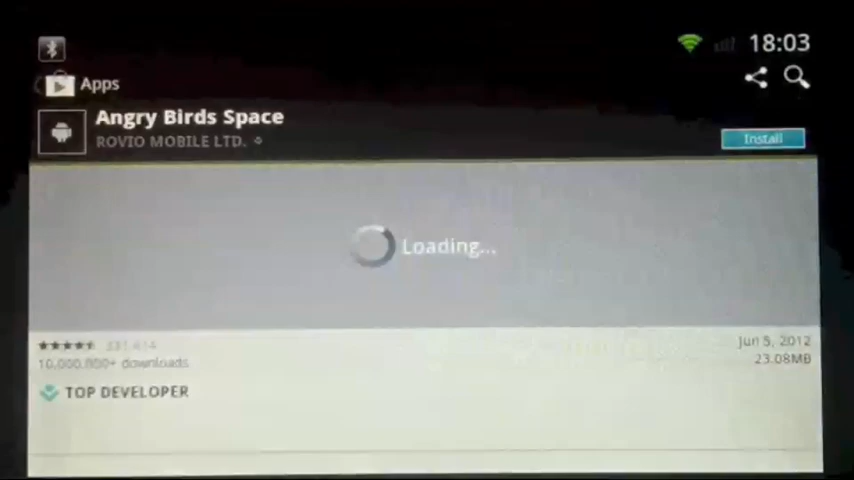 18:03
Apps
Angry Birds Space
ROVIO MOBILE LTD.
Install
Loading...
Jun 5, 2012
10,000,000+ downloads
23.08MB
TOP DEVELOPER